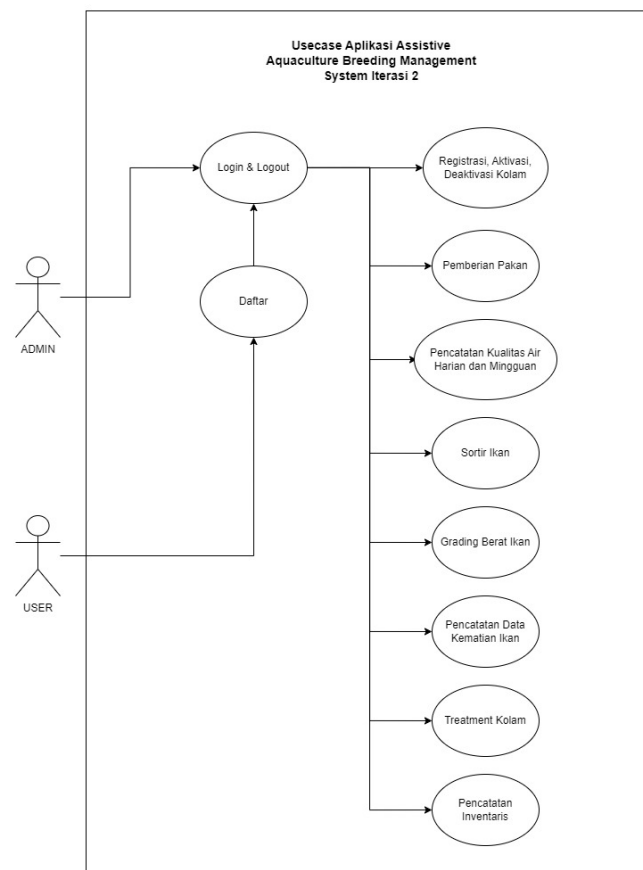 Usecase Aplikasi Assistive
Aquaculture Breeding Management
System Iterasi 2
Login & Logout
Registrasi, Aktivasi,
Deaktivasi Kolam
Pemberian Pakan
Daftar
ADMIN
Pencatatan Kualitas Air
Harian dan Mingguan
Sortir Ikan
Grading Berat Ikan
USER
Pencatatan Data
Kematian Ikan
Treatment Kolam
Pencatatan
Inventaris